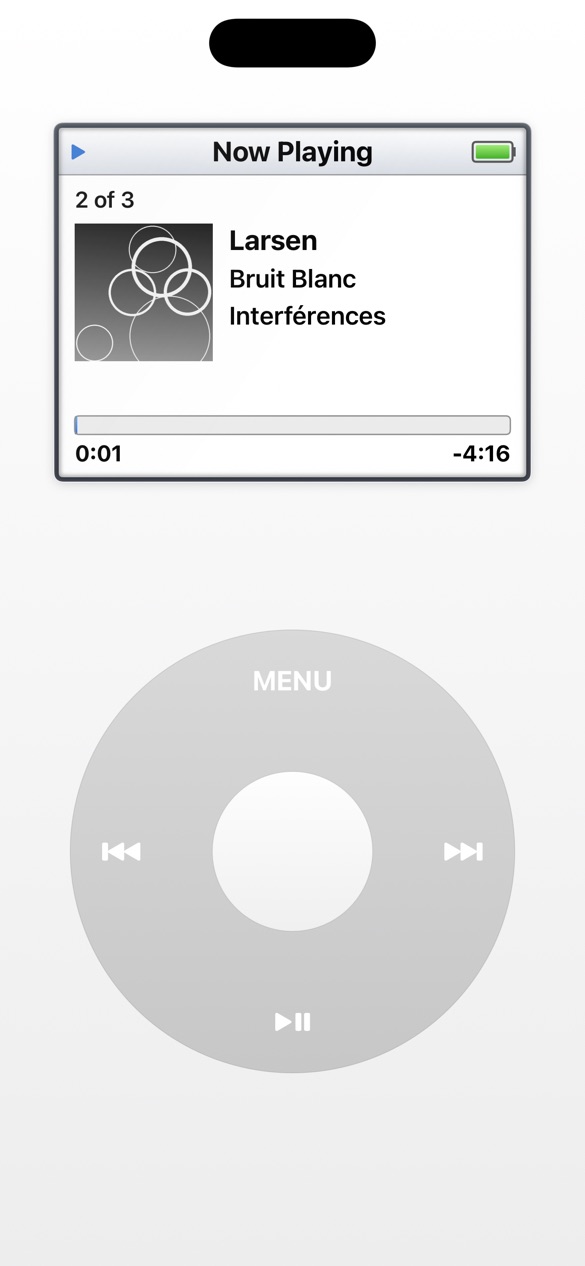 Now Playing
2 of 3
Larsen
Bruit Blanc
Interférences
0:01
-4:16
MENU